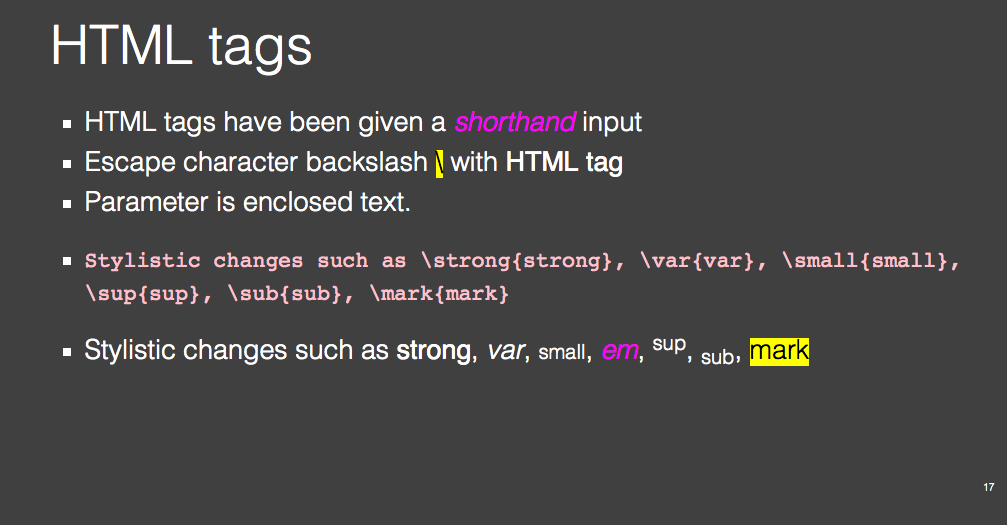 HTML tags
HTML tags have been given a shorthand input
Escape character backslash \ with HTML tag
Parameter is enclosed text.
Stylistic changes such as \strong{strong}, \var{var}, \small{small},
\sup{sup}, \sub{sub}, \mark{mark}
Stylistic changes such as strong, var, small, em, sup, sub, mark
17